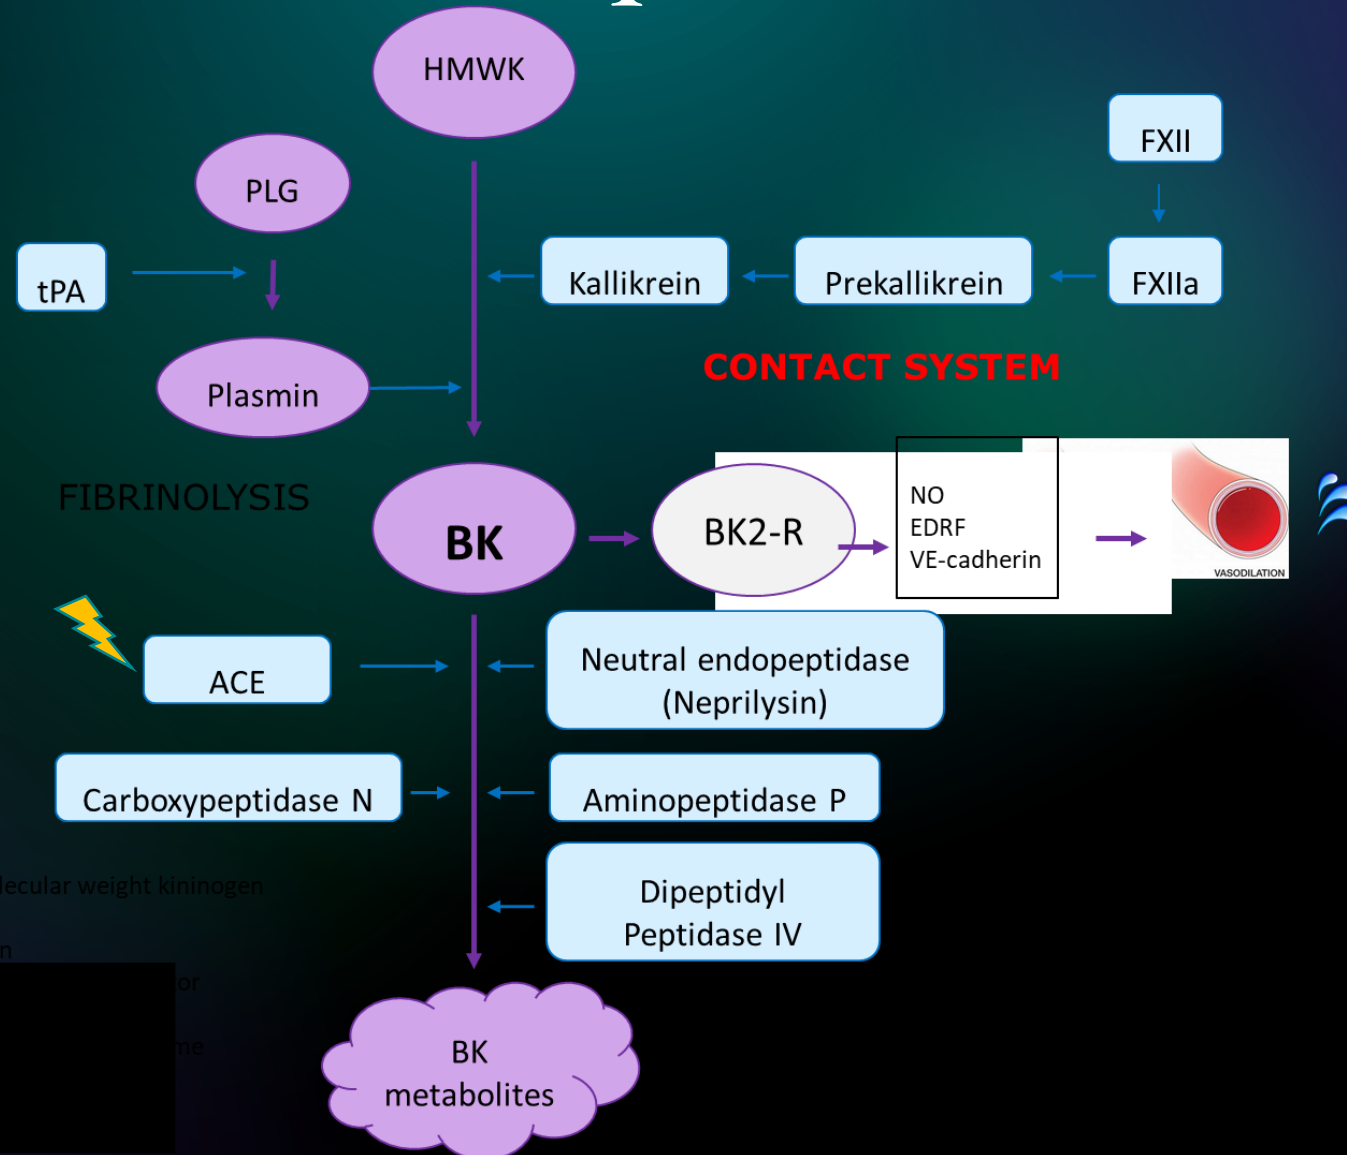 HMWK
FXII
PLG
tPA
Kallikrein
Prekallikrein
FXIIa
CONTACT SYSTEM
Plasmin
FIBRINOLYSIS
BK
BK2-R
NO
EDRF
VE-cadherin
VASODILATION
ACE
Neutral endopeptidase
(Neprilysin)
Carboxypeptidase N
Aminopeptidase P
Dipeptidyl
Peptidase IV
weight kininogen
BK
metabolites